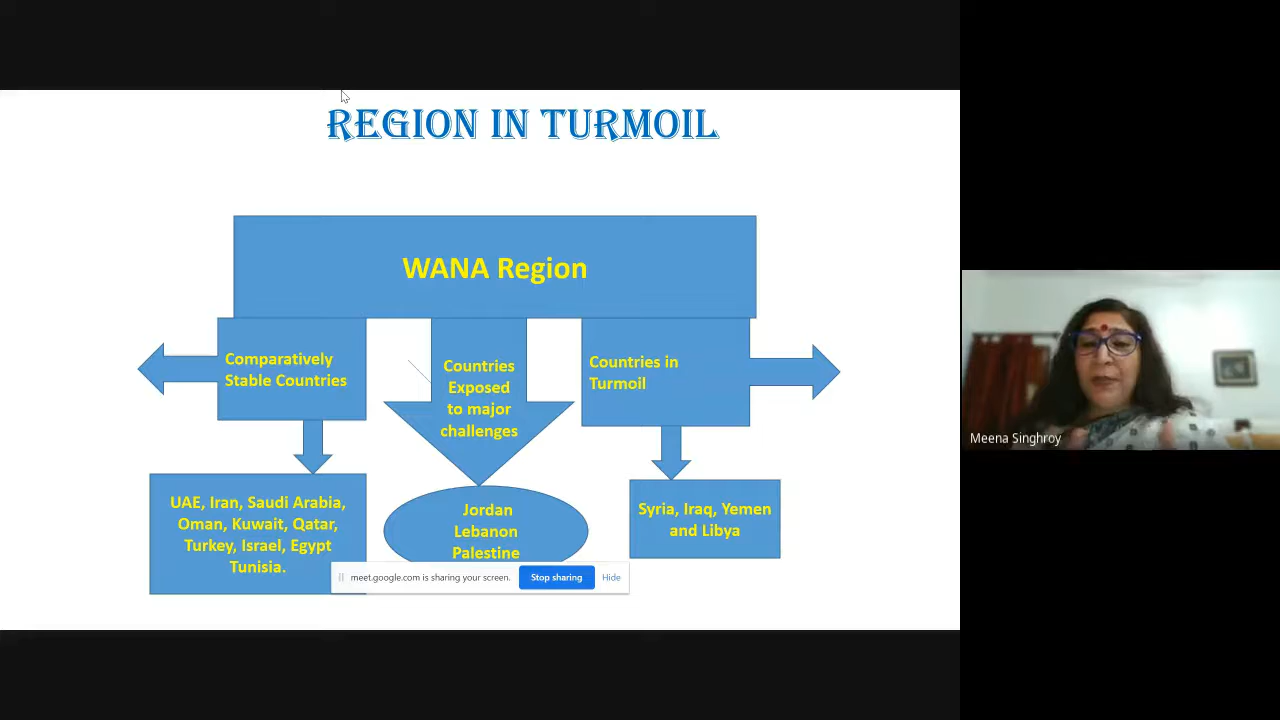 REGION IN TURMOIL
WANA Region
Comparatively
Stable Countries
Countries
Exposed
to major
challenges
Countries in
Turmoil
UAE, Iran, Saudi Arabia,
Oman, Kuwait, Qatar,
Turkey, Israel, Egypt
Tunisia.
Jordan
Lebanon
Palestine
Syria, Iraq, Yemen
and Libya
meet.google.com is sharing your screen.
Stop sharing
Hide
Meena Singhroy